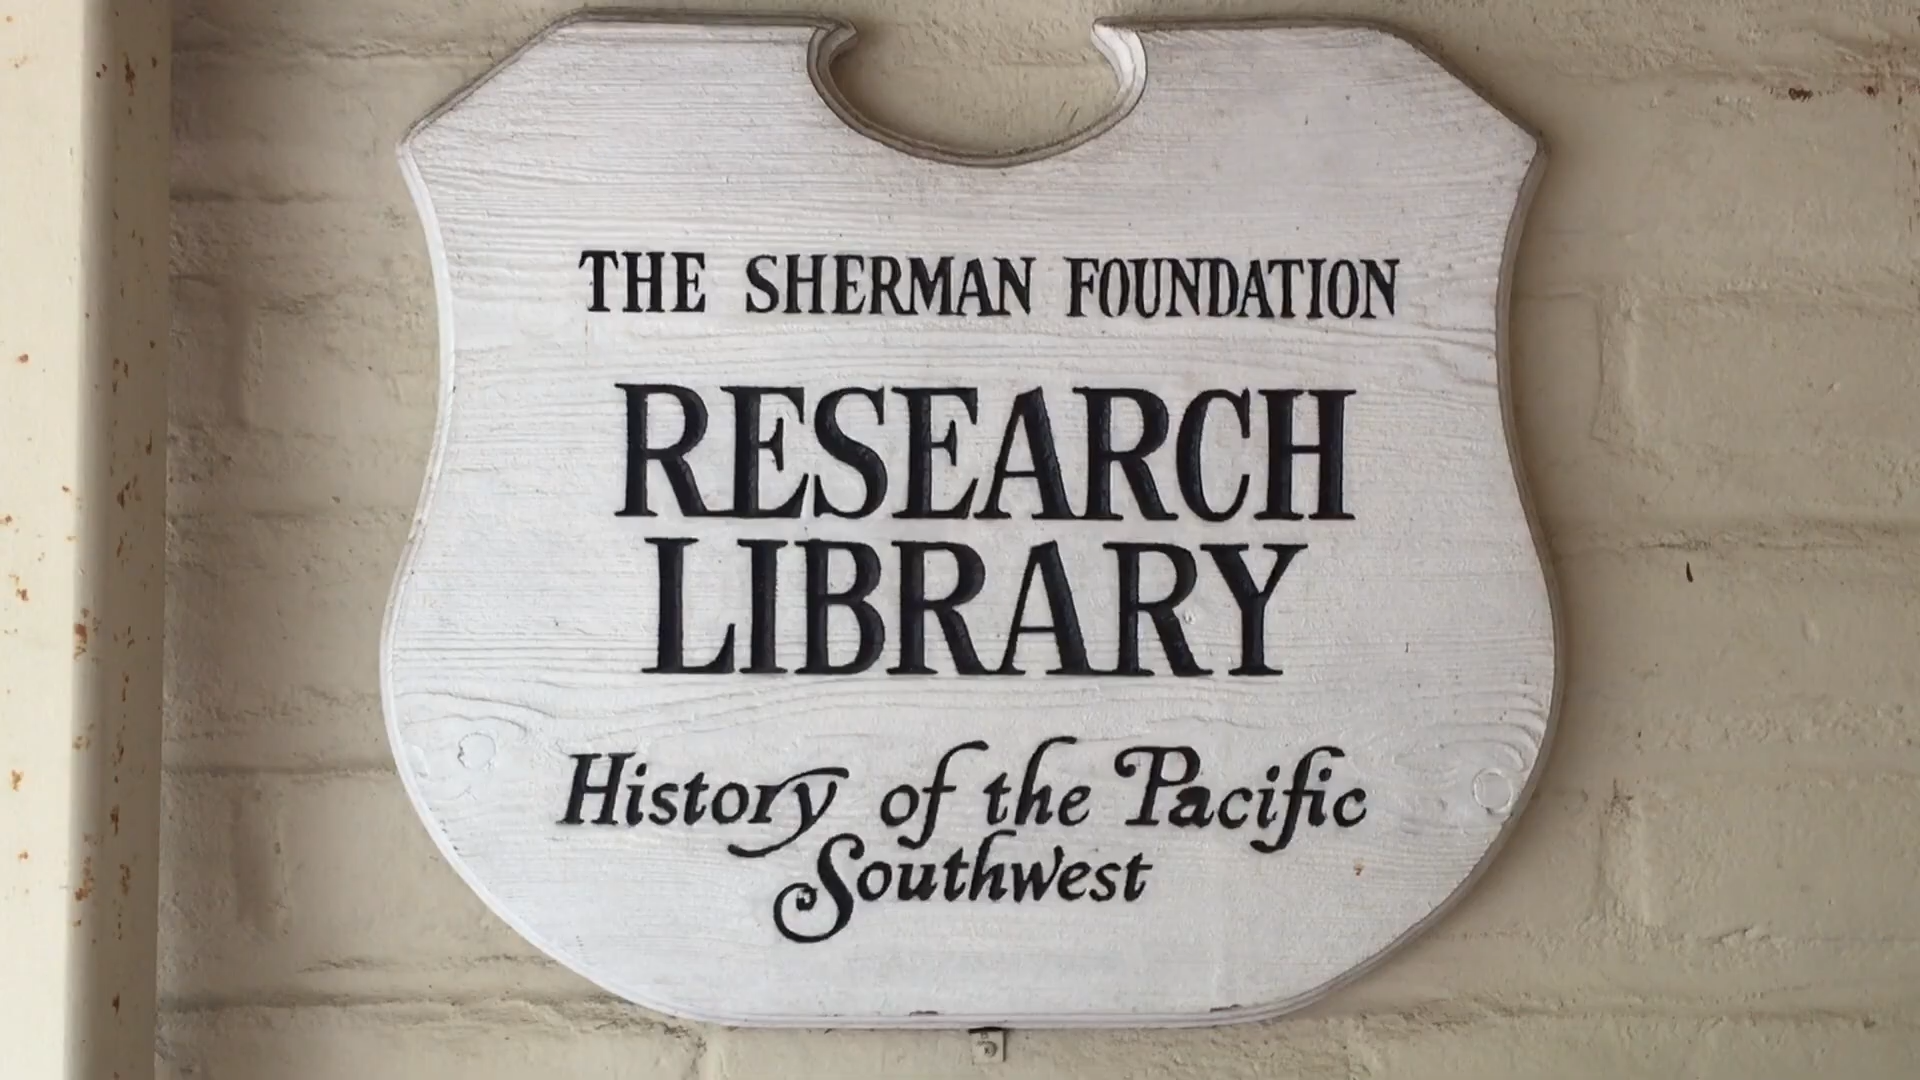 THE SHERMAN FOUNDATION
RESEARCH
LIBRARY
History of the Pacific
Southwest